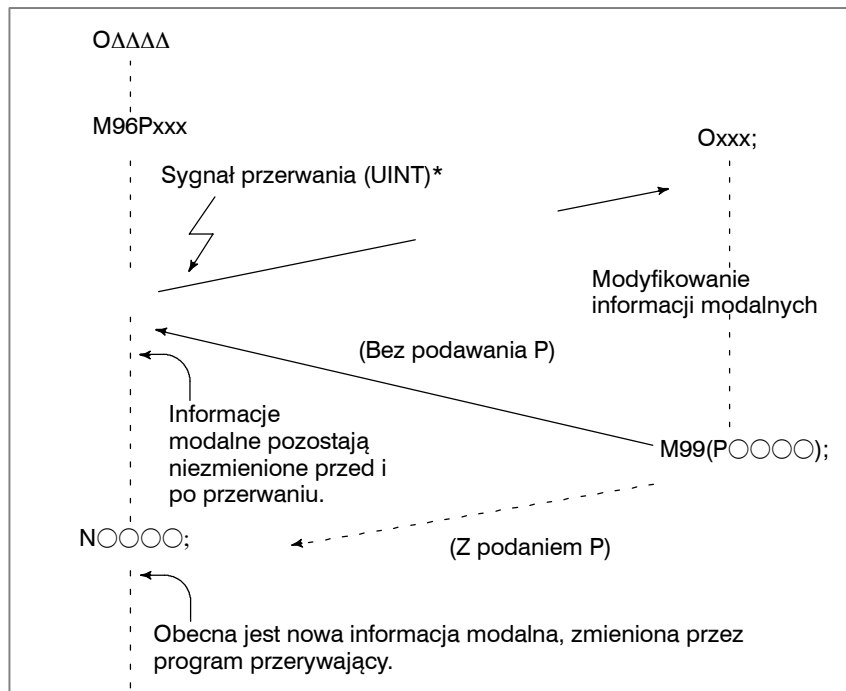 O∆∆∆∆
M96Pxxx
Oxxx;
Sygnał przerwania (UINT)*
Modyfikowanie
informacji modalnych
(Bez podawania P)
Informacje
modalne pozostają
niezmienione przed i
po przerwaniu.
M99(P○○○○);
N○○○○;
(Z podaniem P)
Obecna jest nowa informacja modalna, zmieniona przez
program przerywający.